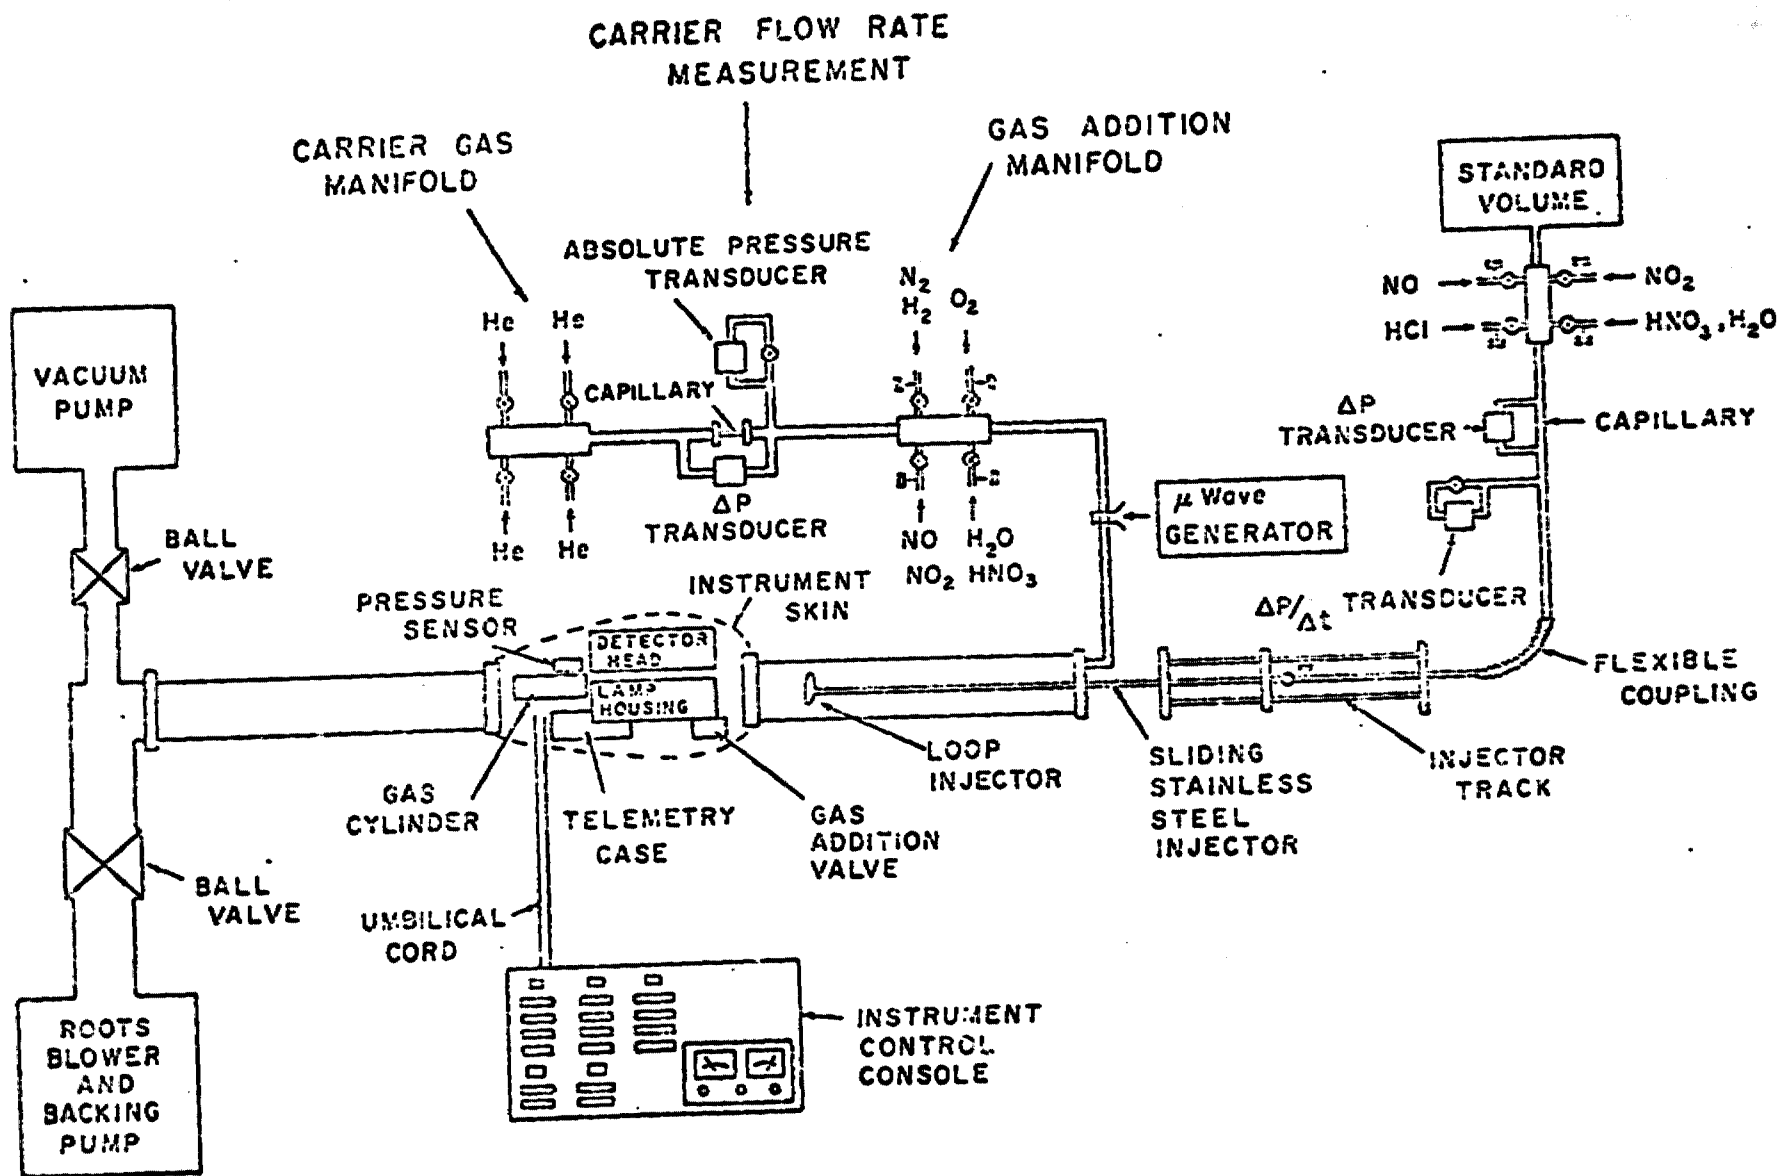 CARRIER FLOW RATE
MEASUREMENT
CARRIER GAS
MANIFOLD
GAS ADDITION
MANIFOLD
STANDARD
VOLUME
ABSOLUTE PRESSURE
TRANSDUCER
N₂
H₂
O₂
He
He
NO
NO₂
HCl
HNO₃, H₂O
VACUUM
PUMP
CAPILLARY
ΔP
TRANSDUCER
CAPILLARY
ΔP
TRANSDUCER
He
He
NO
NO₂
H₂O
HNO₃
μ Wave
GENERATOR
BALL
VALVE
PRESSURE
SENSOR
INSTRUMENT
SKIN
ΔP/Δt TRANSDUCER
DETECTOR
HEAD
LAMP
HOUSING
FLEXIBLE
COUPLING
LOOP
INJECTOR
SLIDING
STAINLESS
STEEL
INJECTOR
INJECTOR
TRACK
GAS
CYLINDER
TELEMETRY
CASE
GAS
ADDITION
VALVE
BALL
VALVE
UMBILICAL
CORD
INSTRUMENT
CONTROL
CONSOLE
ROOTS
BLOWER
AND
BACKING
PUMP